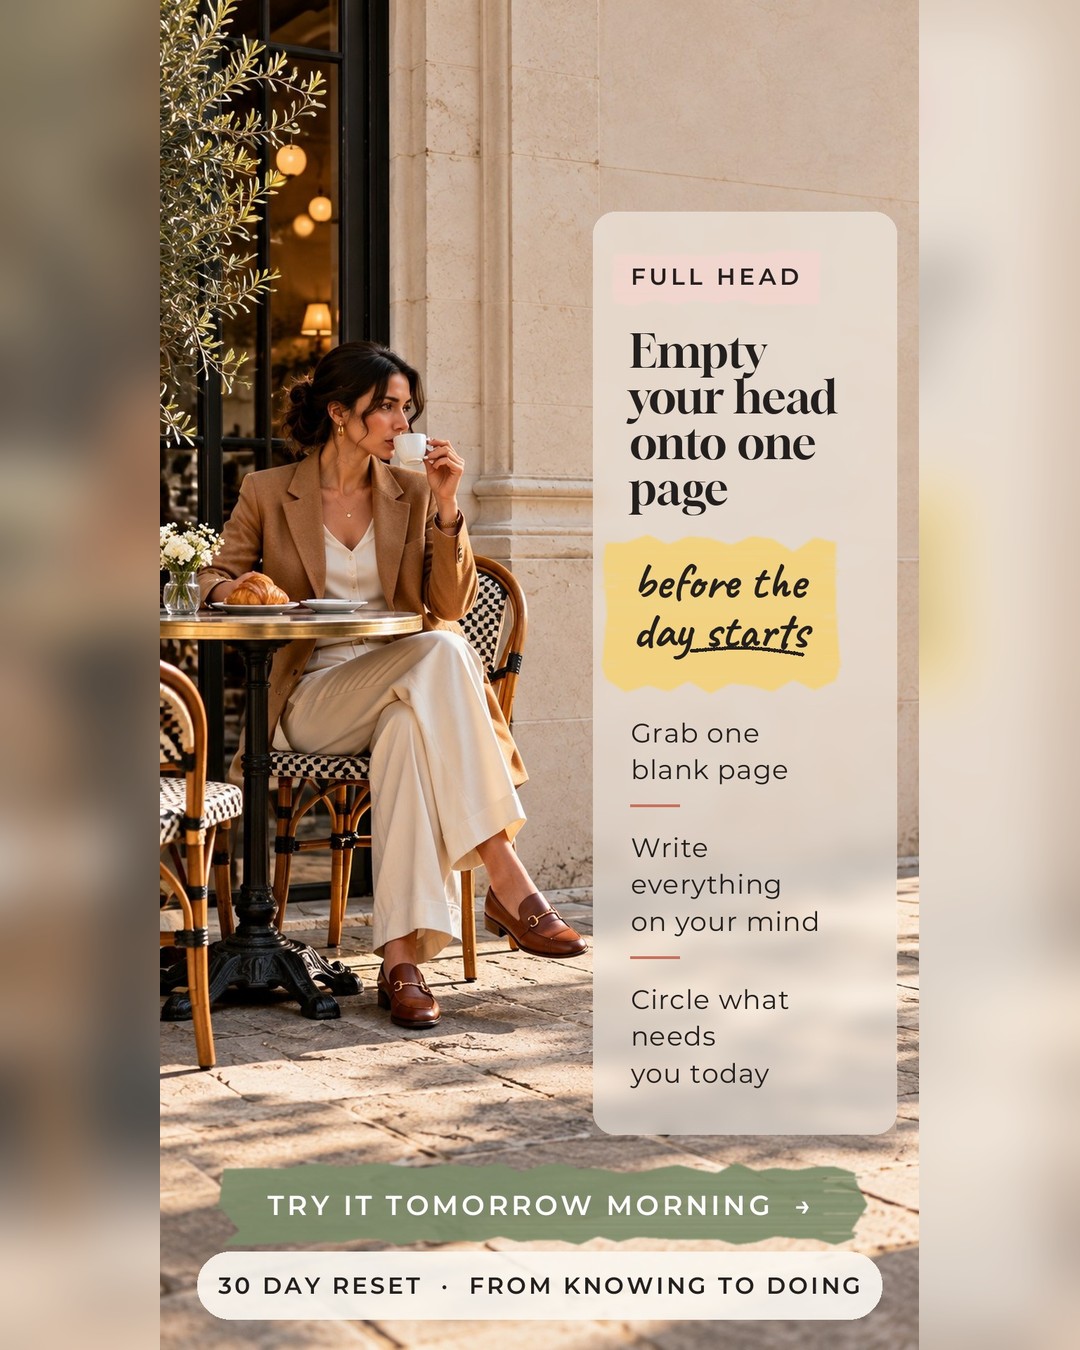 FULL HEAD
Empty
your head
onto one
page
before the
day starts
Grab one
blank page
Write
everything
on your mind
Circle what
needs
you today
TRY IT TOMORROW MORNING →
30 DAY RESET · FROM KNOWING TO DOING